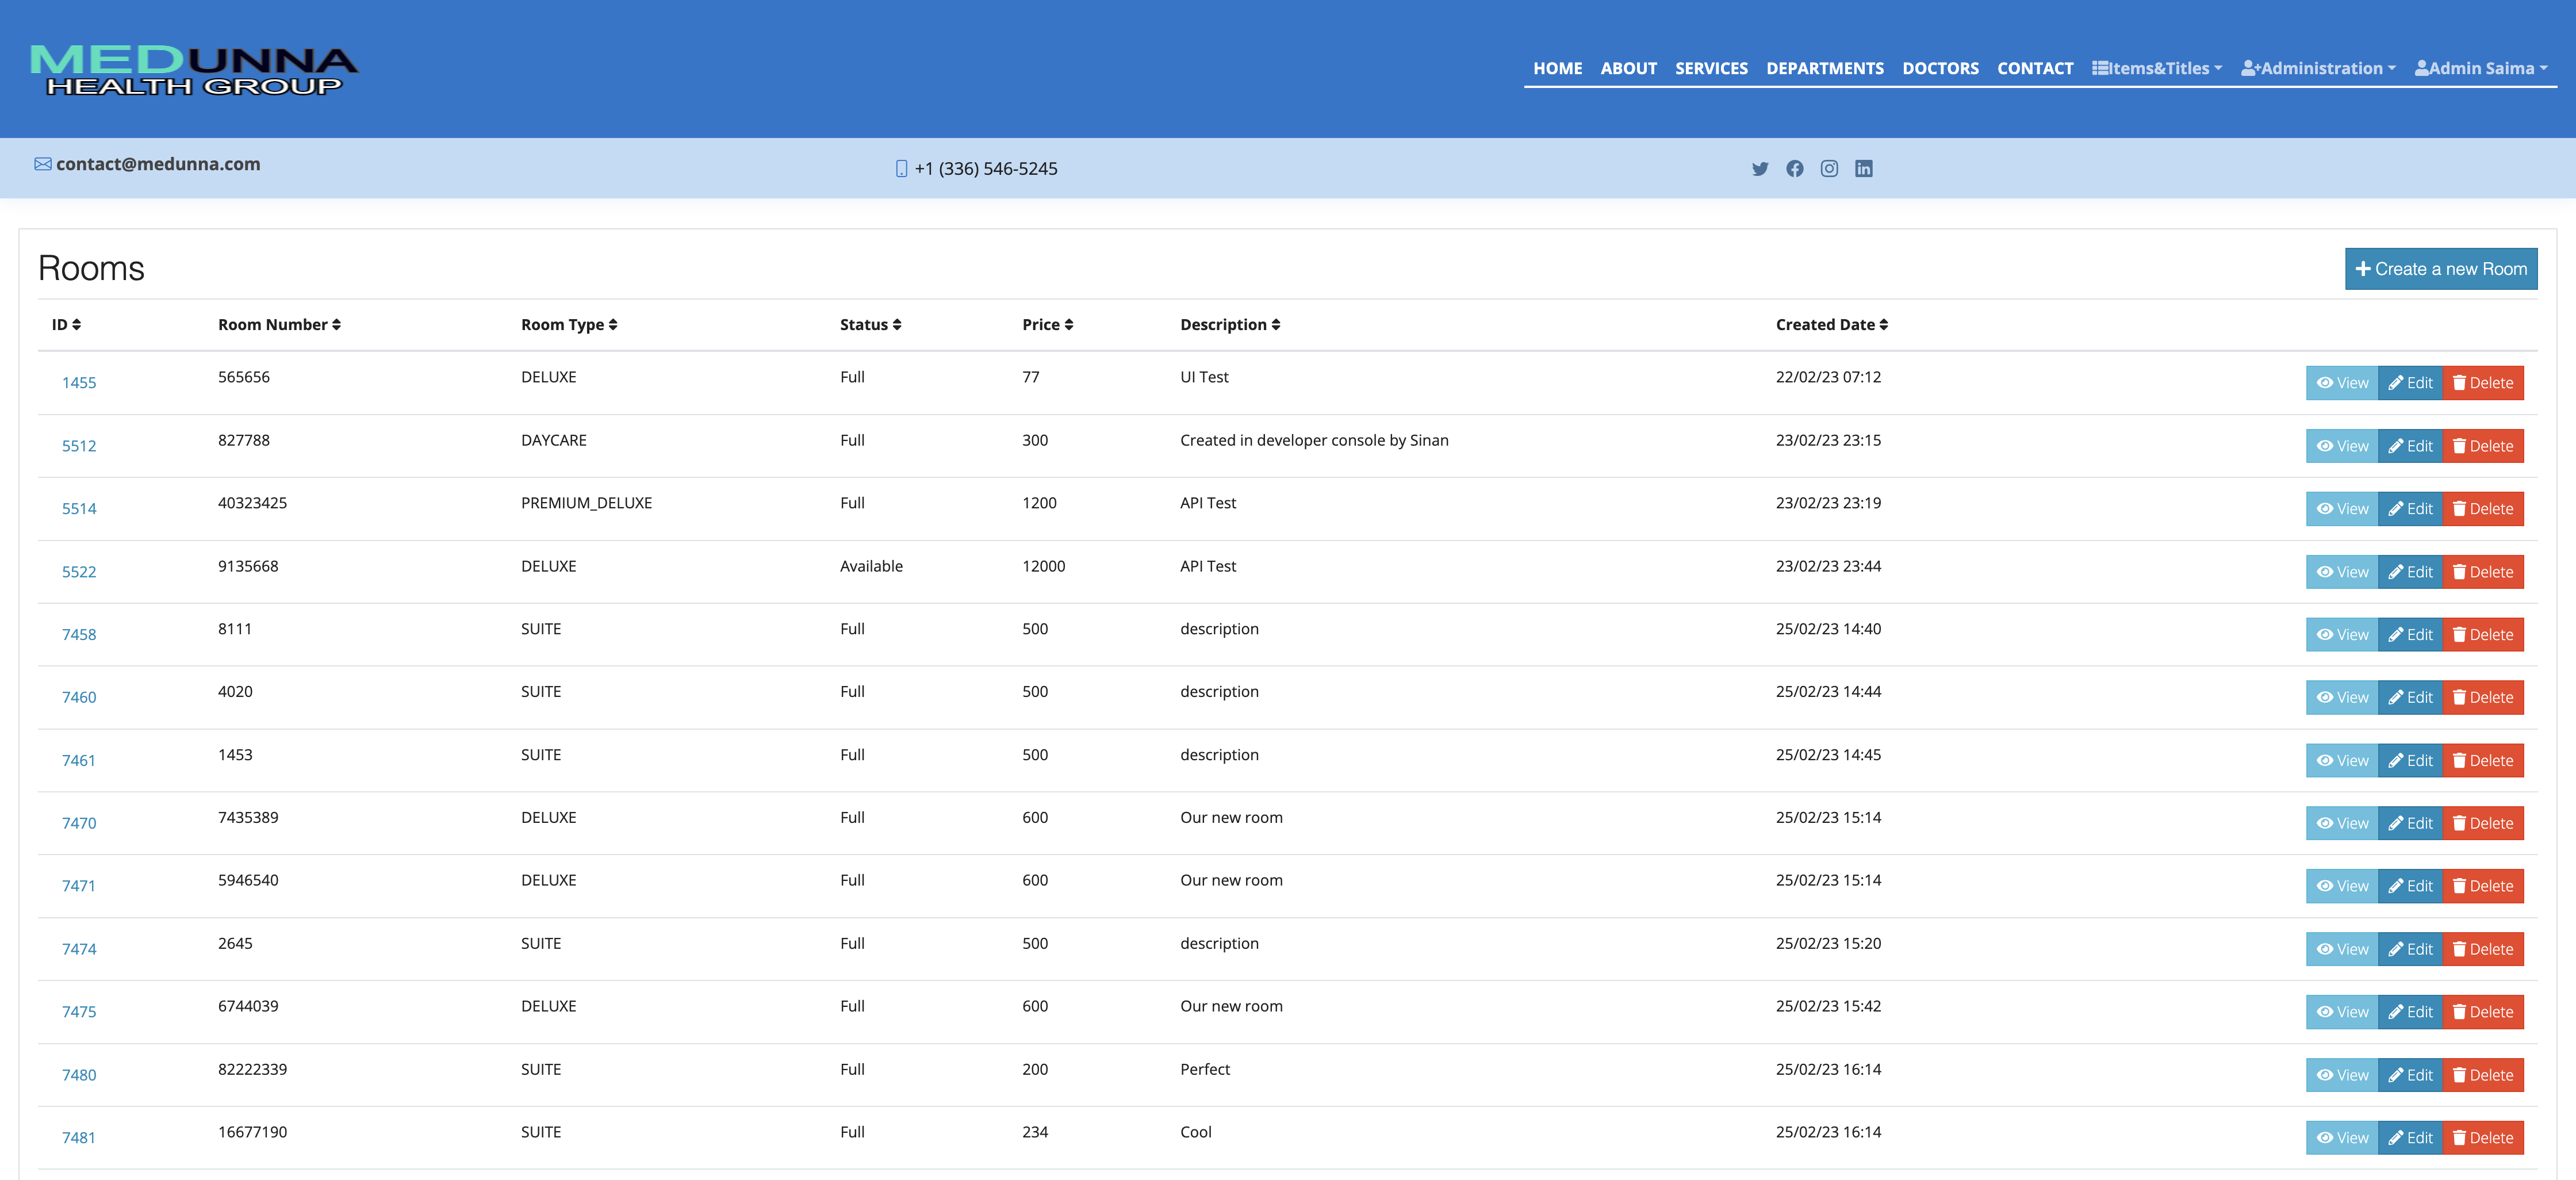 MEDUNNA
HEALTH GROUP
HOME ABOUT SERVICES DEPARTMENTS DOCTORS CONTACT Items&Titles +Administration Admin Saima
contact@medunna.com +1 (336) 546-5245
Rooms + Create a new Room
ID Room Number Room Type Status Price Description Created Date
1455 565656 DELUXE Full 77 UI Test 22/02/23 07:12 View Edit Delete
5512 827788 DAYCARE Full 300 Created in developer console by Sinan 23/02/23 23:15 View Edit Delete
5514 40323425 PREMIUM_DELUXE Full 1200 API Test 23/02/23 23:19 View Edit Delete
5522 9135668 DELUXE Available 12000 API Test 23/02/23 23:44 View Edit Delete
7458 8111 SUITE Full 500 description 25/02/23 14:40 View Edit Delete
7460 4020 SUITE Full 500 description 25/02/23 14:44 View Edit Delete
7461 1453 SUITE Full 500 description 25/02/23 14:45 View Edit Delete
7470 7435389 DELUXE Full 600 Our new room 25/02/23 15:14 View Edit Delete
7471 5946540 DELUXE Full 600 Our new room 25/02/23 15:14 View Edit Delete
7474 2645 SUITE Full 500 description 25/02/23 15:20 View Edit Delete
7475 6744039 DELUXE Full 600 Our new room 25/02/23 15:42 View Edit Delete
7480 82222339 SUITE Full 200 Perfect 25/02/23 16:14 View Edit Delete
7481 16677190 SUITE Full 234 Cool 25/02/23 16:14 View Edit Delete